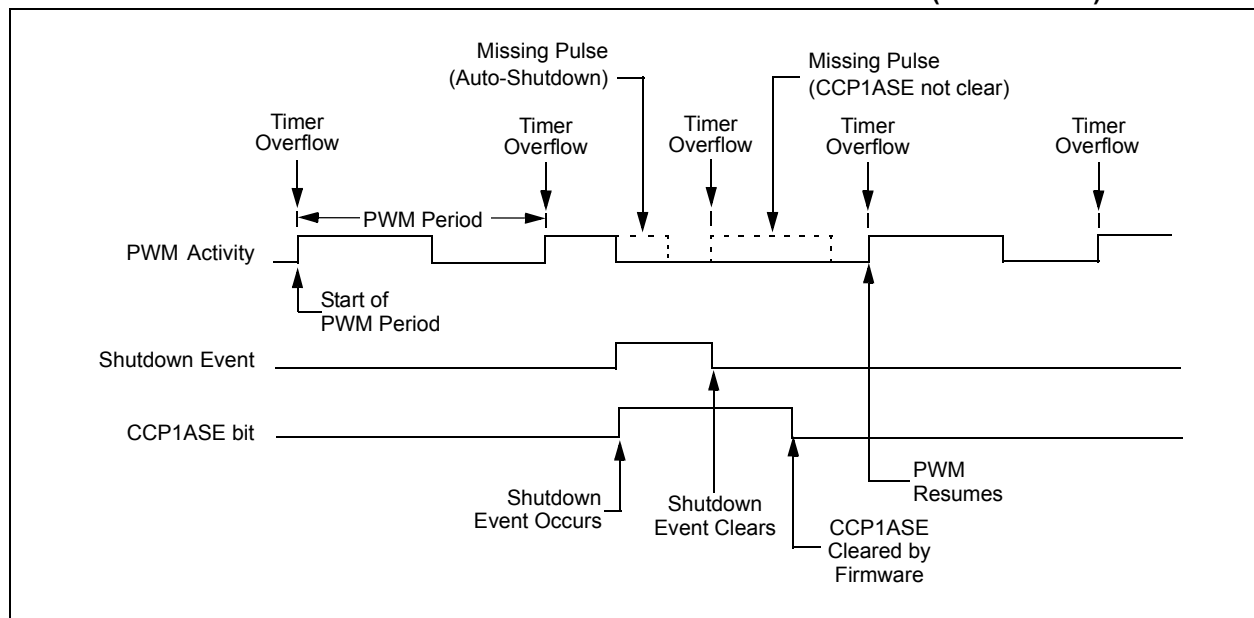 Missing Pulse
(Auto-Shutdown)
Missing Pulse
(CCP1ASE not clear)
Timer
Overflow
Timer
Overflow
Timer
Overflow
Timer
Overflow
Timer
Overflow
PWM Period
PWM Activity
Start of
PWM Period
Shutdown Event
CCP1ASE bit
Shutdown
Event Occurs
Shutdown
Event Clears
CCP1ASE
Cleared by
Firmware
PWM
Resumes